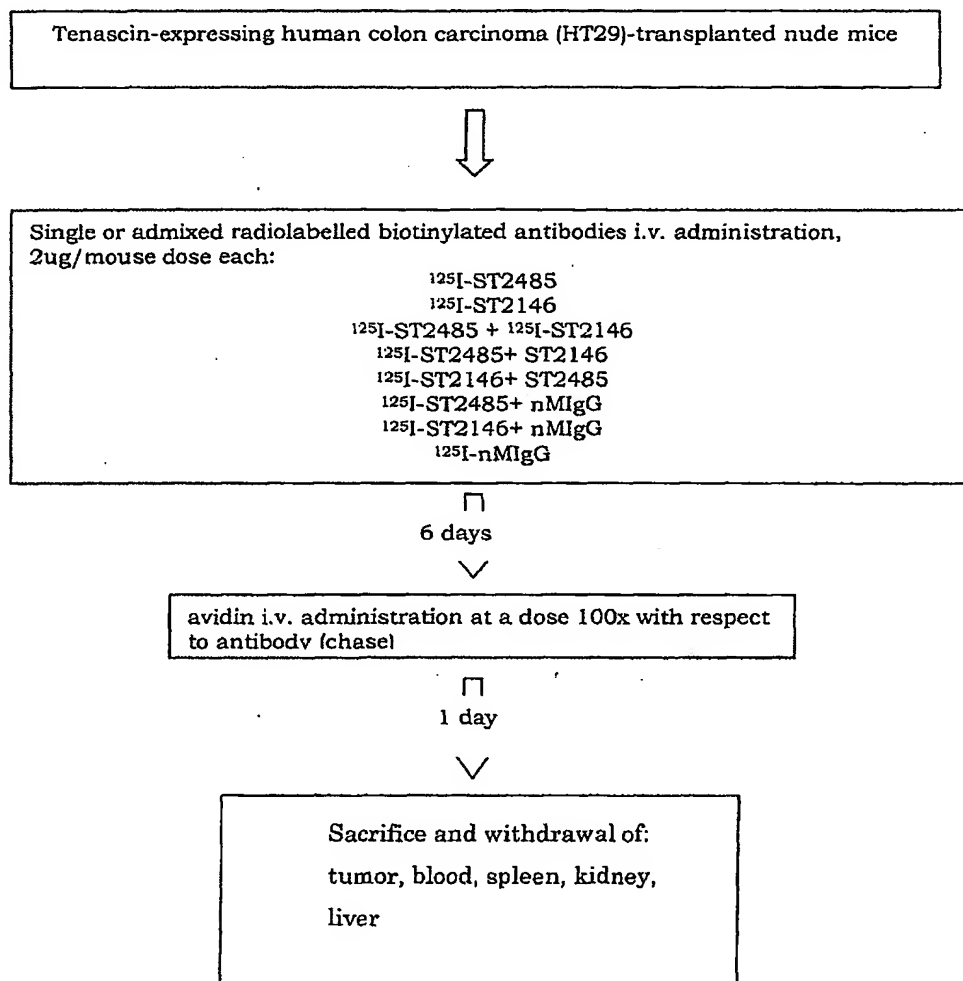 Tenascin-expressing human colon carcinoma (HT29)-transplanted nude mice
Single or admixed radiolabelled biotinylated antibodies i.v. administration,
2ug/mouse dose each:
¹²⁵I-ST2485
¹²⁵I-ST2146
¹²⁵I-ST2485 + ¹²⁵I-ST2146
¹²⁵I-ST2485+ ST2146
¹²⁵I-ST2146+ ST2485
¹²⁵I-ST2485+ nMIgG
¹²⁵I-ST2146+ nMIgG
¹²⁵I-nMIgG
6 days
avidin i.v. administration at a dose 100x with respect
to antibody (chase)
1 day
Sacrifice and withdrawal of:
tumor, blood, spleen, kidney,
liver